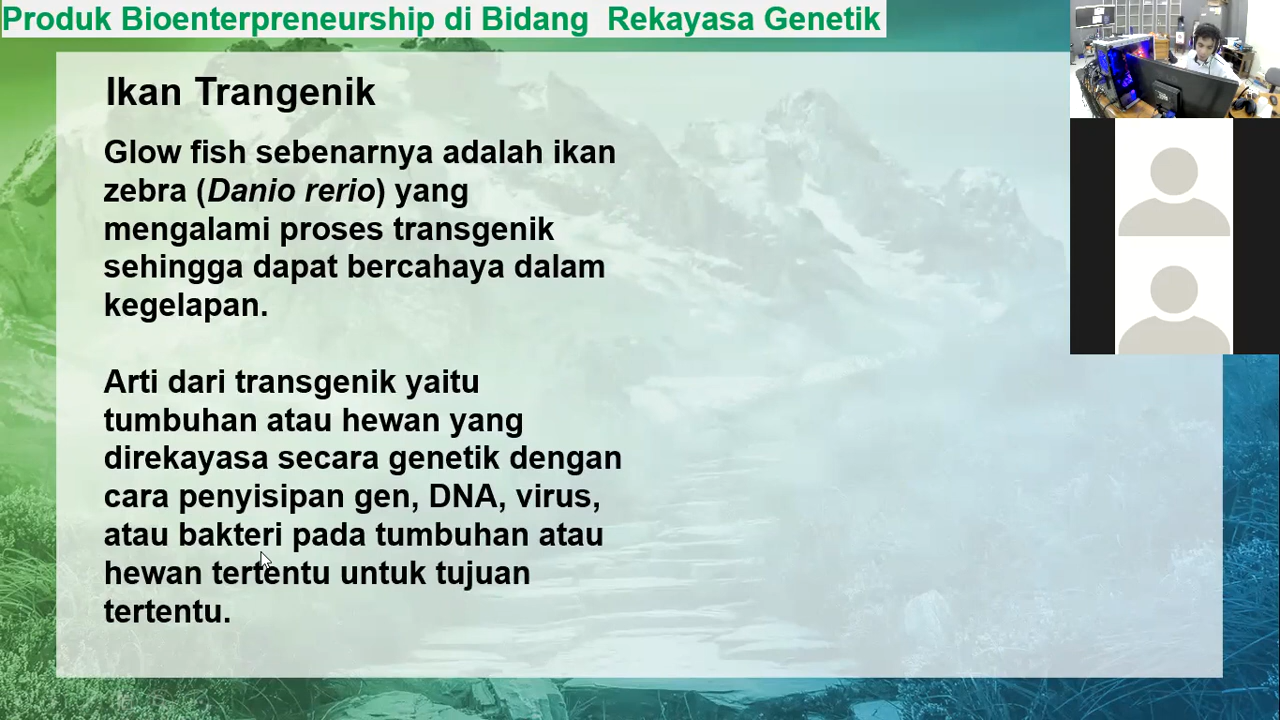 Produk Bioenterpreneurship di Bidang Rekayasa Genetik
Ikan Trangenik
Glow fish sebenarnya adalah ikan
zebra (Danio rerio) yang
mengalami proses transgenik
sehingga dapat bercahaya dalam
kegelapan.
Arti dari transgenik yaitu
tumbuhan atau hewan yang
direkayasa secara genetik dengan
cara penyisipan gen, DNA, virus,
atau bakteri pada tumbuhan atau
hewan tertentu untuk tujuan
tertentu.